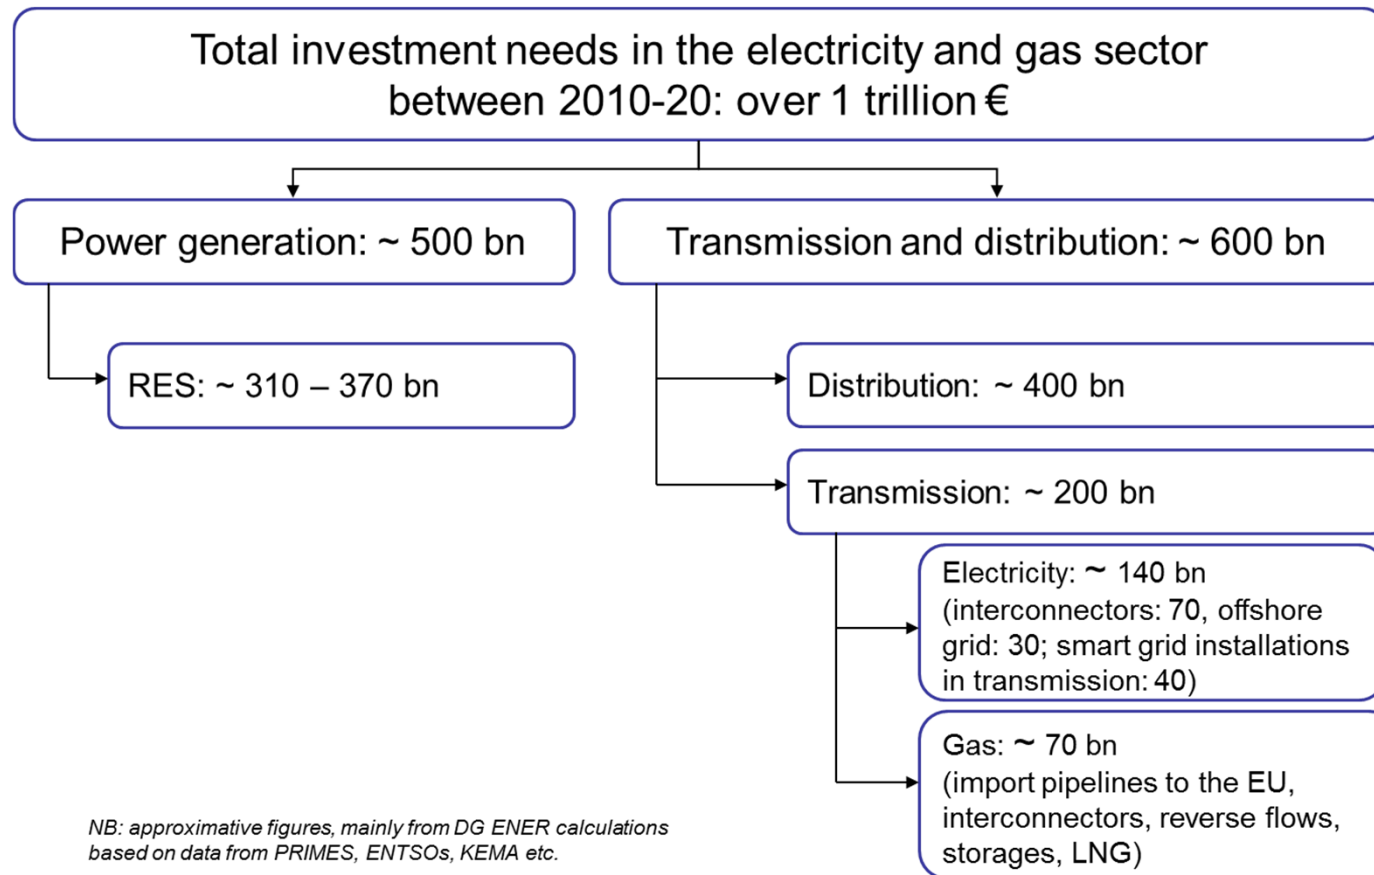 Total investment needs in the electricity and gas sector
between 2010-20: over 1 trillion €
Power generation: ~ 500 bn
Transmission and distribution: ~ 600 bn
RES: ~ 310 – 370 bn
Distribution: ~ 400 bn
Transmission: ~ 200 bn
Electricity: ~ 140 bn
(interconnectors: 70, offshore
grid: 30; smart grid installations
in transmission: 40)
Gas: ~ 70 bn
(import pipelines to the EU,
interconnectors, reverse flows,
storages, LNG)
NB: approximative figures, mainly from DG ENER calculations
based on data from PRIMES, ENTSOs, KEMA etc.